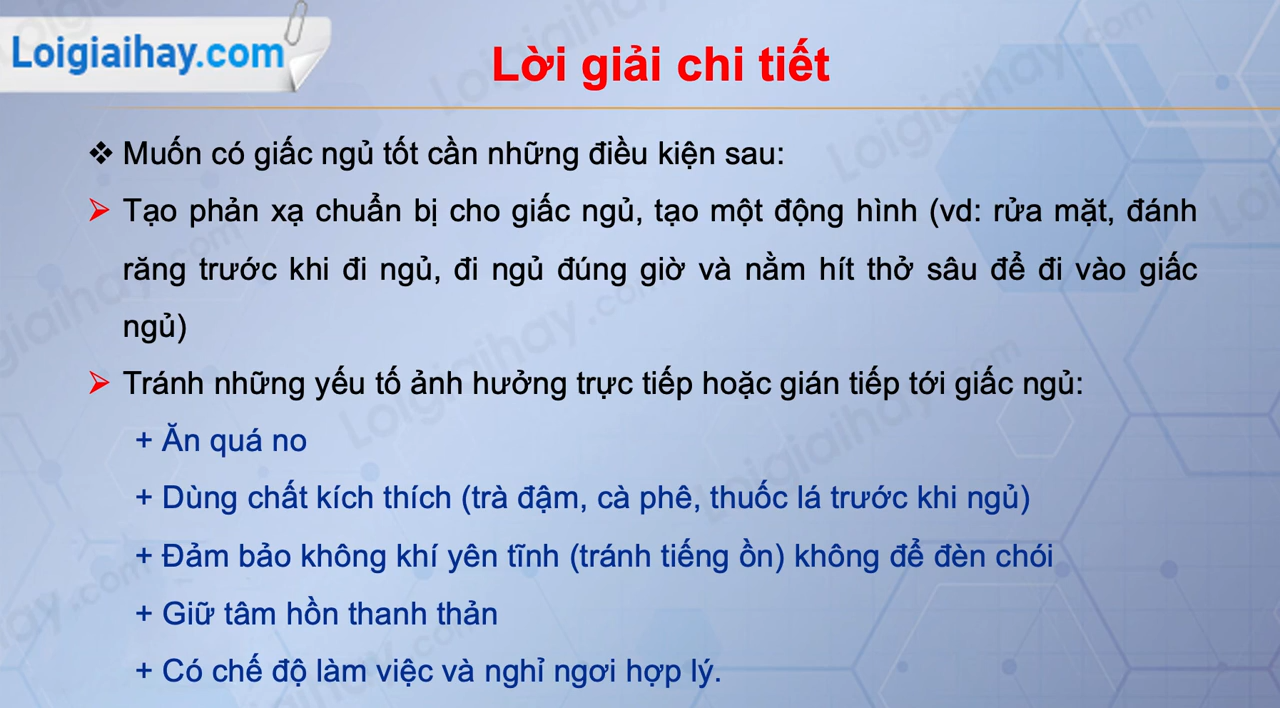 Loigiaihay.com
Lời giải chi tiết
❖ Muốn có giấc ngủ tốt cần những điều kiện sau:
➢ Tạo phản xạ chuẩn bị cho giấc ngủ, tạo một động hình (vd: rửa mặt, đánh
răng trước khi đi ngủ, đi ngủ đúng giờ và nằm hít thở sâu để đi vào giấc
ngủ)
➢ Tránh những yếu tố ảnh hưởng trực tiếp hoặc gián tiếp tới giấc ngủ:
+ Ăn quá no
+ Dùng chất kích thích (trà đậm, cà phê, thuốc lá trước khi ngủ)
+ Đảm bảo không khí yên tĩnh (tránh tiếng ồn) không để đèn chói
+ Giữ tâm hồn thanh thản
+ Có chế độ làm việc và nghỉ ngơi hợp lý.